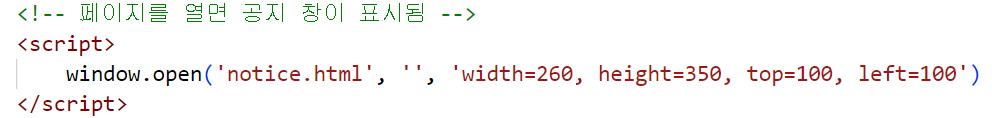 <!-- 페이지를 열면 공지 창이 표시됨 -->
<script>
window.open('notice.html', '', 'width=260, height=350, top=100, left=100')
</script>